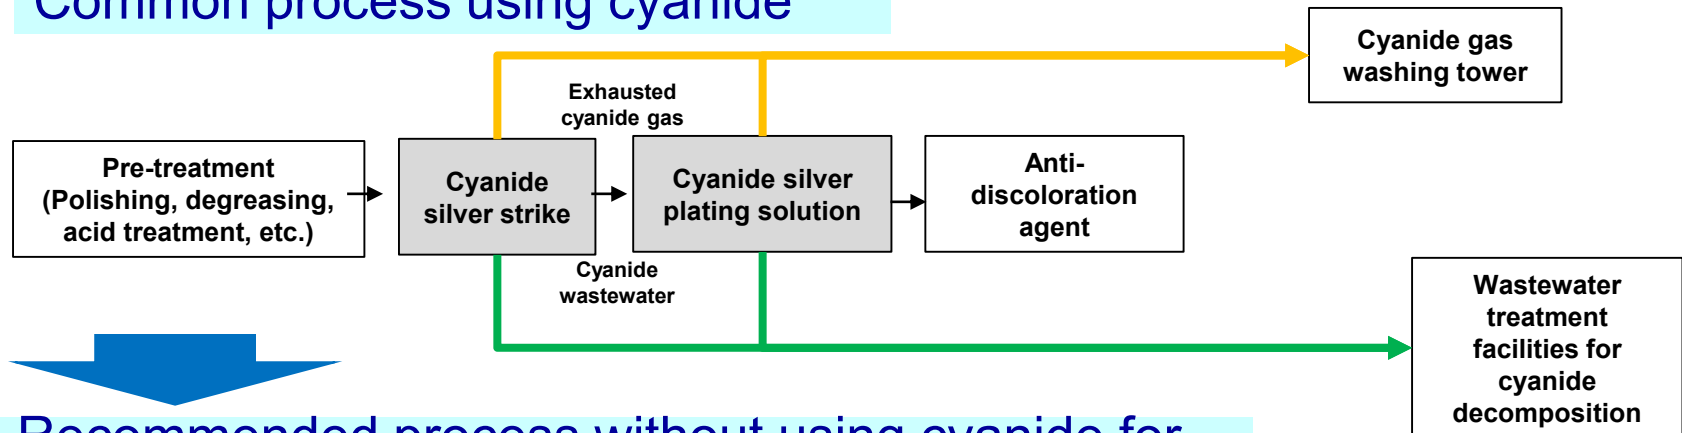 Common process using cyanide
Cyanide gas
washing tower
Exhausted
cyanide gas
Pre-treatment
(Polishing, degreasing,
acid treatment, etc.)
Cyanide
silver strike
Cyanide silver
plating solution
Anti-
discoloration
agent
Cyanide
wastewater
Wastewater
treatment
facilities for
cyanide
decomposition
Recommended process without using cyanide for